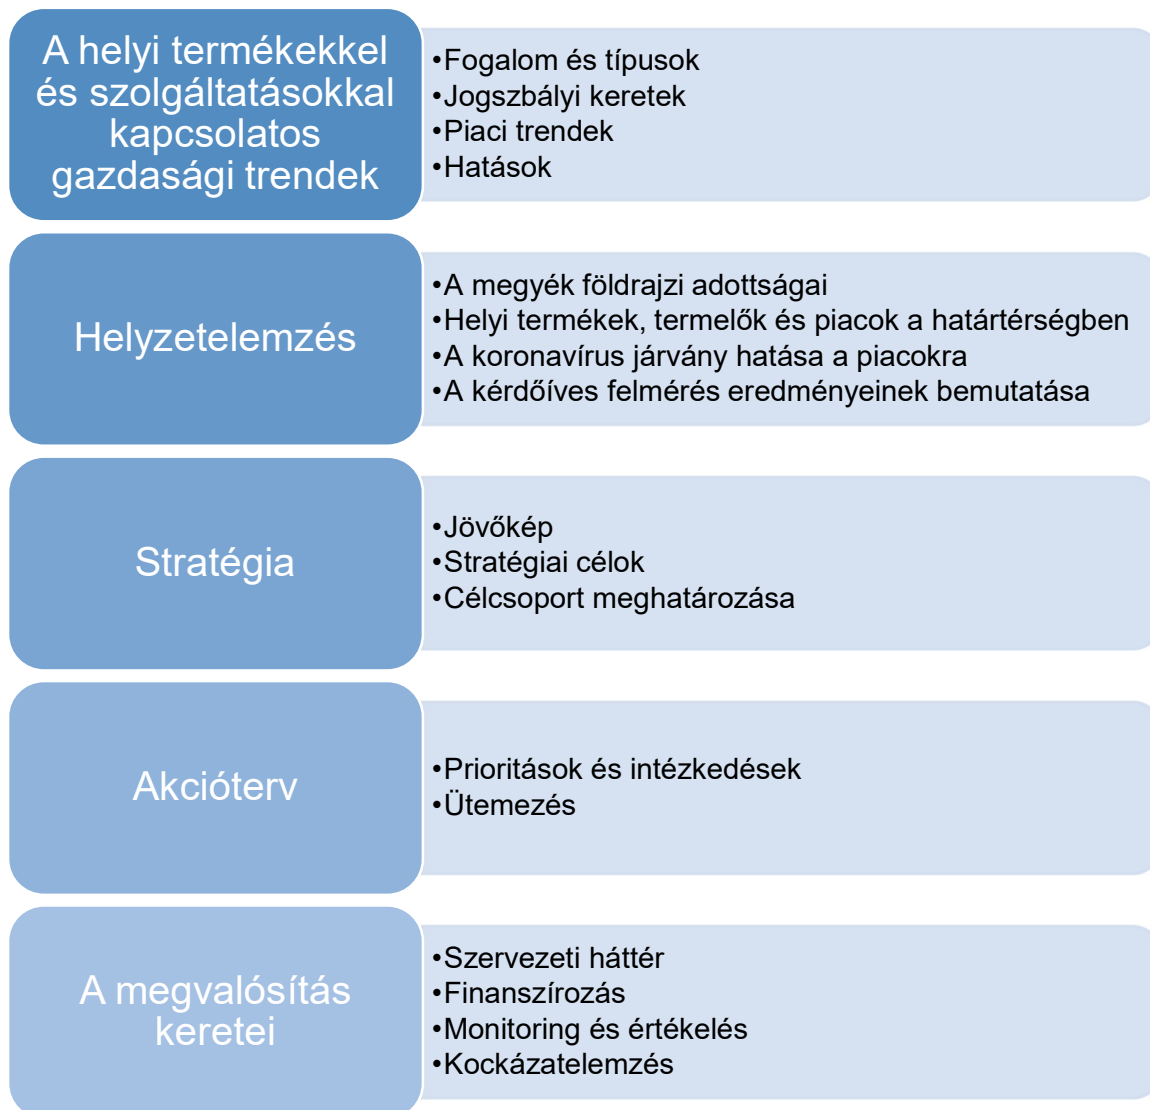 A helyi termékekkel
és szolgáltatásokkal
kapcsolatos
gazdasági trendek
•Fogalom és típusok
•Jogszbályi keretek
•Piaci trendek
•Hatások
Helyzetelemzés
•A megyék földrajzi adottságai
•Helyi termékek, termelők és piacok a határtérségben
•A koronavírus járvány hatása a piacokra
•A kérdőíves felmérés eredményeinek bemutatása
Stratégia
•Jövőkép
•Stratégiai célok
•Célcsoport meghatározása
Akcióterv
•Prioritások és intézkedések
•Ütemezés
A megvalósítás
keretei
•Szervezeti háttér
•Finanszírozás
•Monitoring és értékelés
•Kockázatelemzés